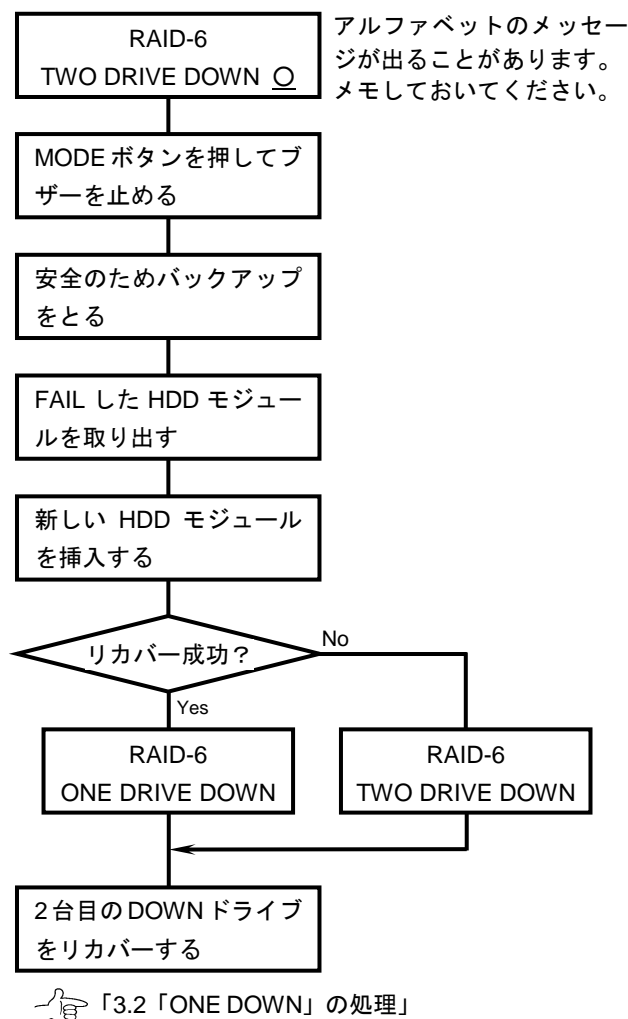 RAID-6
TWO DRIVE DOWN ○
アルファベットのメッセー
ジが出ることがあります。
メモしておいてください。
MODE ボタンを押してブ
ザーを止める
安全のためバックアップ
をとる
FAIL した HDD モジュー
ルを取り出す
新しい HDD モジュール
を挿入する
リカバー成功?
No
Yes
RAID-6
ONE DRIVE DOWN
RAID-6
TWO DRIVE DOWN
2台目の DOWN ドライブ
をリカバーする
「3.2「ONE DOWN」の処理」